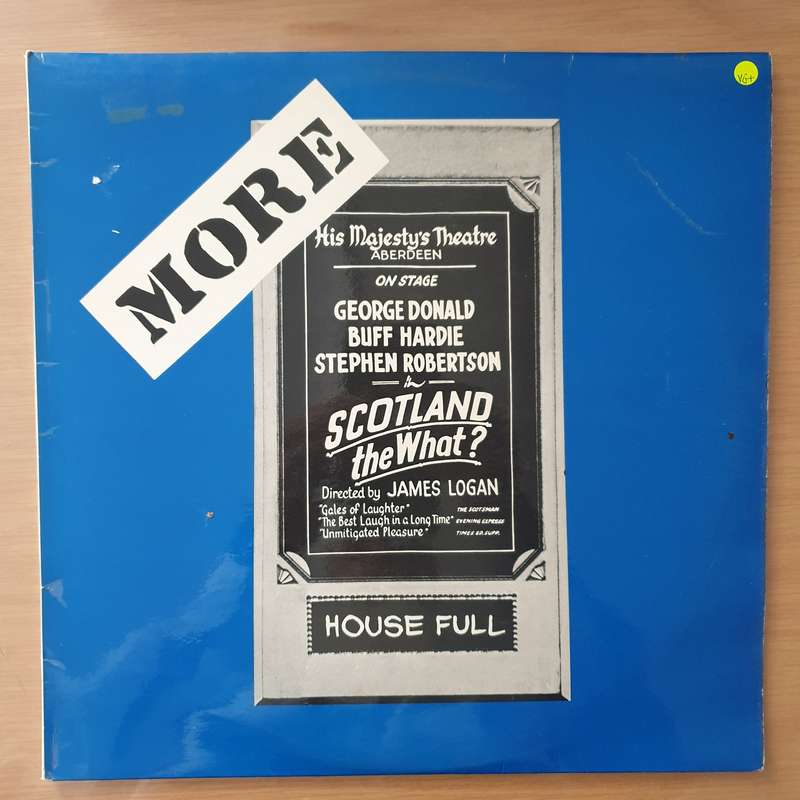 VG+
MORE
His Majesty's Theatre
ABERDEEN
ON STAGE
GEORGE DONALD
BUFF HARDIE
STEPHEN ROBERTSON
in
SCOTLAND
the What?
Directed by JAMES LOGAN
"Gales of Laughter" THE SCOTSMAN
"The Best Laugh in a Long Time" EVENING EXPRESS
"Unmitigated Pleasure" TIMES ED. SUPP.
HOUSE FULL